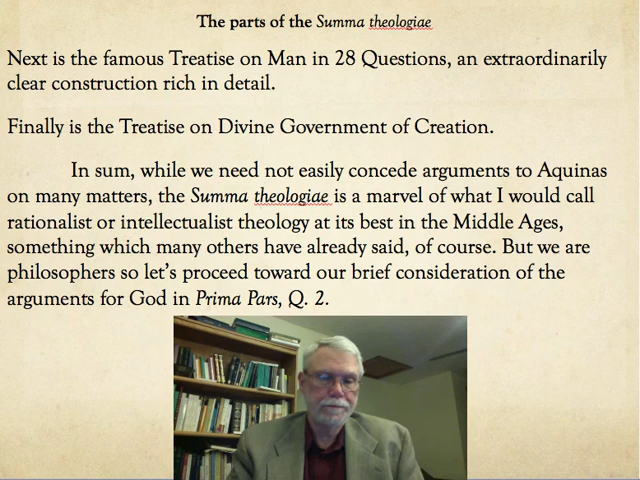 The parts of the Summa theologiae
Next is the famous Treatise on Man in 28 Questions, an extraordinarily
clear construction rich in detail.
Finally is the Treatise on Divine Government of Creation.
In sum, while we need not easily concede arguments to Aquinas
on many matters, the Summa theologiae is a marvel of what I would call
rationalist or intellectualist theology at its best in the Middle Ages,
something which many others have already said, of course. But we are
philosophers so let's proceed toward our brief consideration of the
arguments for God in Prima Pars, Q. 2.